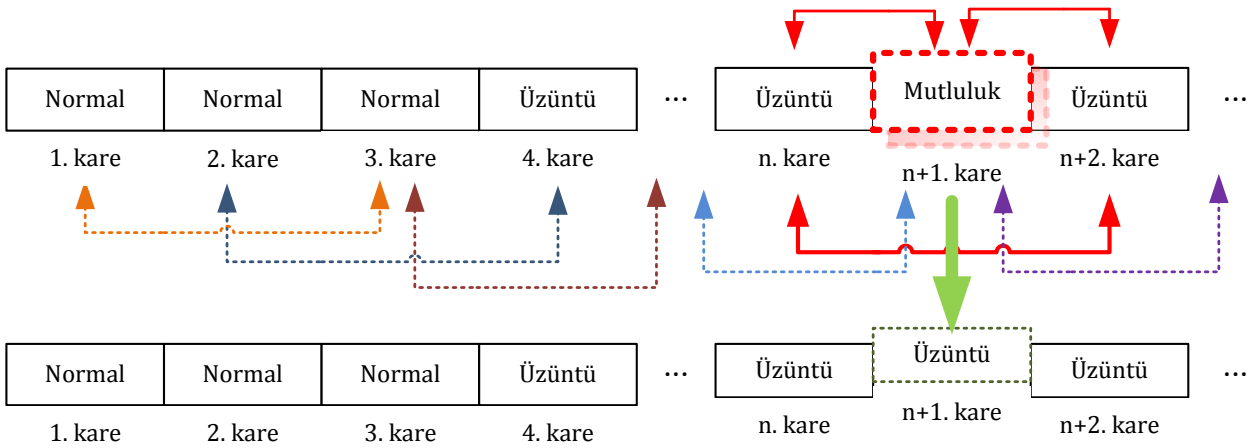 Normal Normal Normal Üzüntü ... Üzüntü Mutluluk Üzüntü ...
1. kare 2. kare 3. kare 4. kare n. kare n+1. kare n+2. kare
Normal Normal Normal Üzüntü ... Üzüntü Üzüntü Üzüntü ...
1. kare 2. kare 3. kare 4. kare n. kare n+1. kare n+2. kare